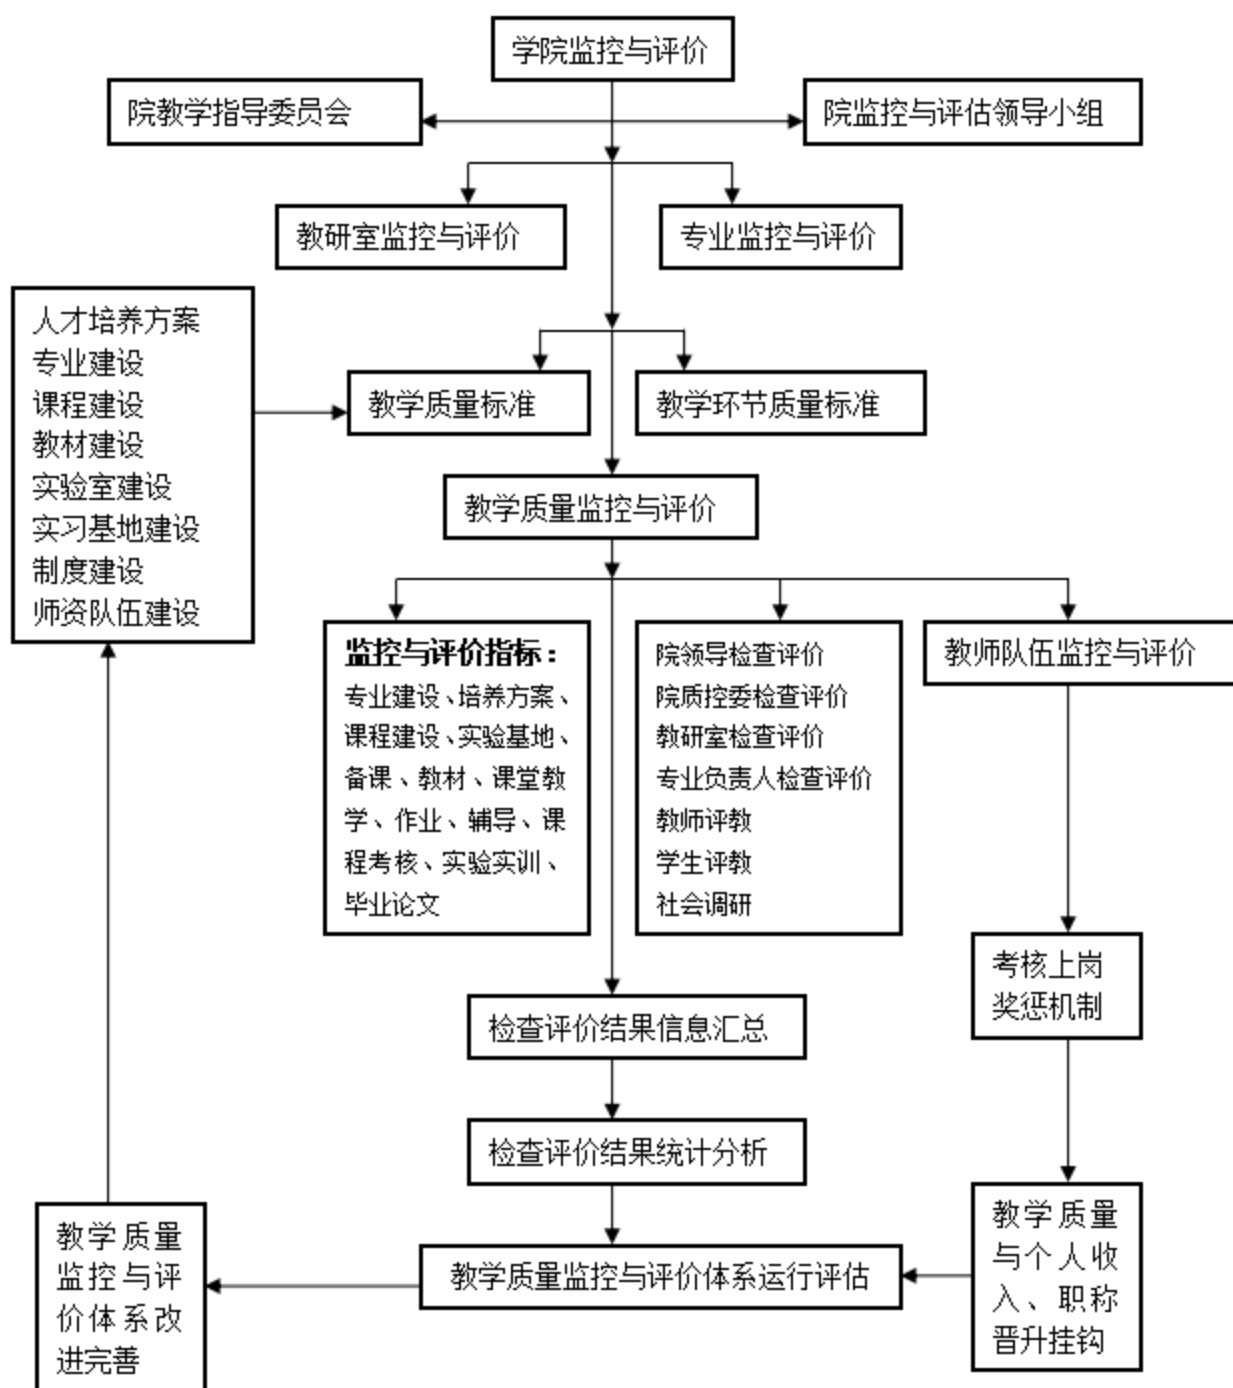 学院监控与评价
院教学指导委员会
院监控与评估领导小组
教研室监控与评价
专业监控与评价
人才培养方案
专业建设
课程建设
教材建设
实验室建设
实习基地建设
制度建设
师资队伍建设
教学质量标准
教学环节质量标准
教学质量监控与评价
监控与评价指标：
专业建设、培养方案、
课程建设、实验基地、
备课、教材、课堂教
学、作业、辅导、课
程考核、实验实训、
毕业论文
院领导检查评价
院质控委检查评价
教研室检查评价
专业负责人检查评价
教师评教
学生评教
社会调研
教师队伍监控与评价
考核上岗
奖惩机制
检查评价结果信息汇总
检查评价结果统计分析
教学质量
与个人收
入、职称
晋升挂钩
教学质量监控与评价体系运行评估
教学质量
监控与评
价体系改
进完善